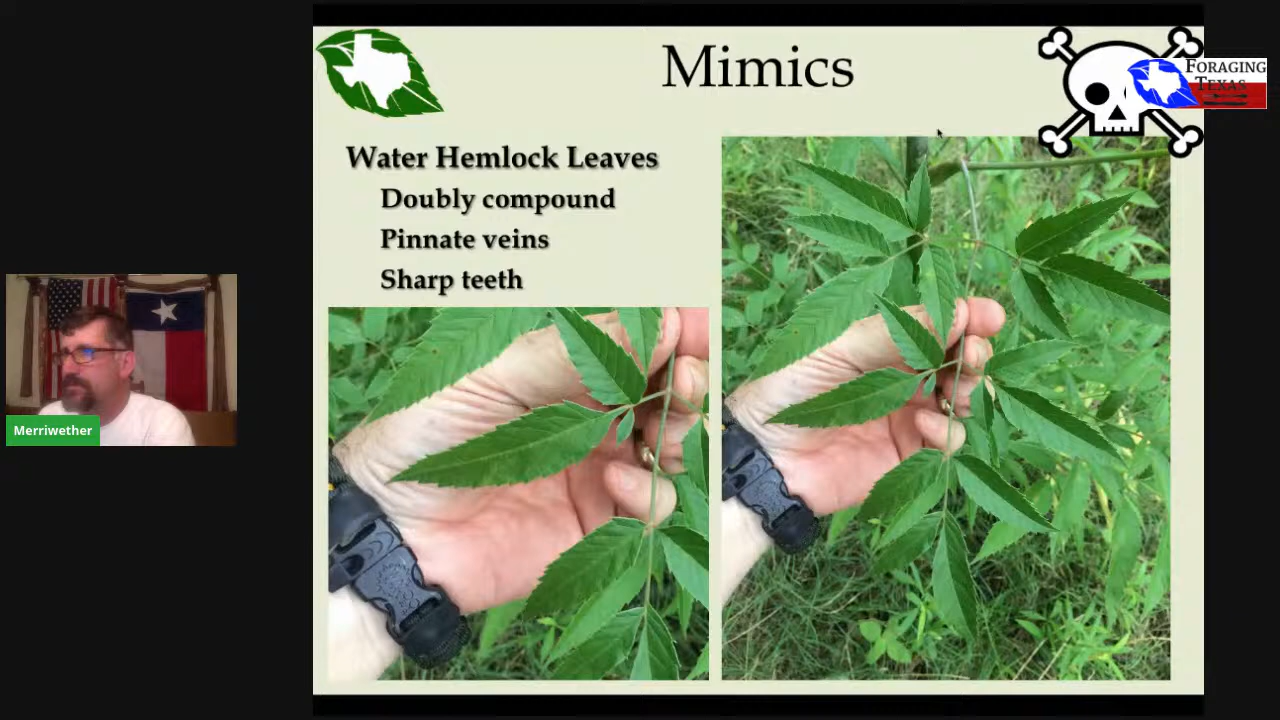 Mimics
FORAGING
TEXAS
Water Hemlock Leaves
Doubly compound
Pinnate veins
Sharp teeth
Merriwether